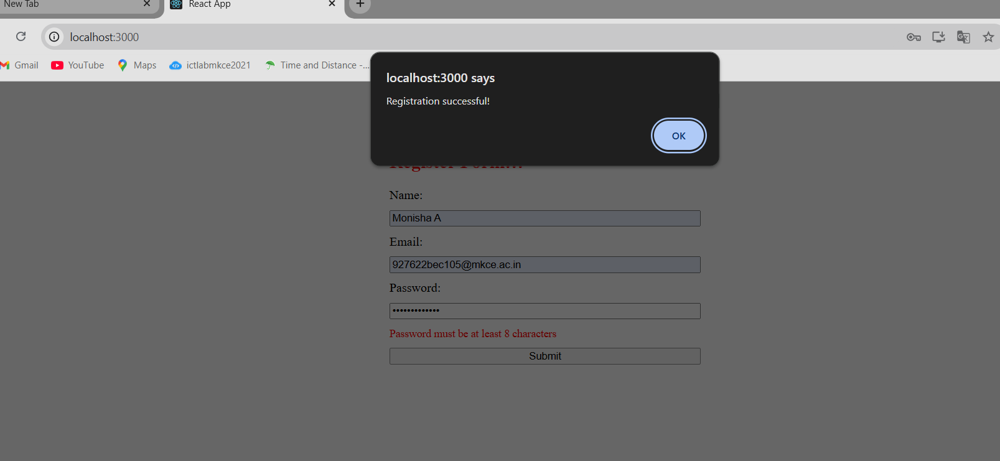 New Tab
React App
localhost:3000
Gmail YouTube Maps ictlabmkce2021 Time and Distance -...
localhost:3000 says
Registration successful!
OK
Name:
Monisha A
Email:
927622bec105@mkce.ac.in
Password:
•••••••••••••
Password must be at least 8 characters
Submit